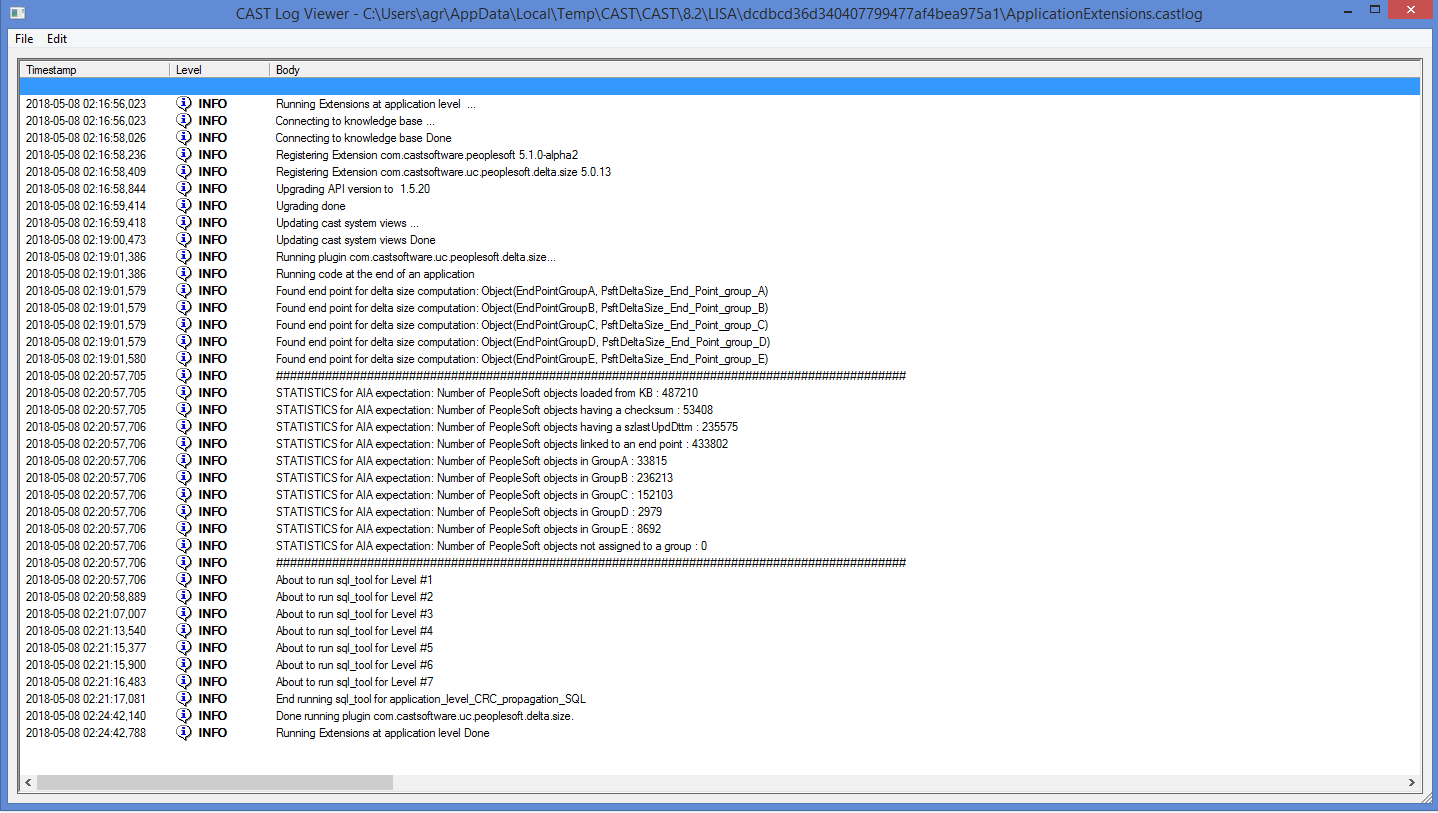 CAST Log Viewer - C:\Users\agr\AppData\Local\Temp\CAST\CAST\8.2\LISA\dcdbcd36d340407799477af4bea975a1\ApplicationExtensions.castlog
File Edit
Timestamp Level Body
2018-05-08 02:16:56,023 INFO Running Extensions at application level ...
2018-05-08 02:16:56,023 INFO Connecting to knowledge base ...
2018-05-08 02:16:58,026 INFO Connecting to knowledge base Done
2018-05-08 02:16:58,236 INFO Registering Extension com.castsoftware.peoplesoft 5.1.0-alpha2
2018-05-08 02:16:58,409 INFO Registering Extension com.castsoftware.uc.peoplesoft.delta.size 5.0.13
2018-05-08 02:16:58,844 INFO Upgrading API version to 1.5.20
2018-05-08 02:16:59,414 INFO Ugrading done
2018-05-08 02:16:59,418 INFO Updating cast system views ...
2018-05-08 02:19:00,473 INFO Updating cast system views Done
2018-05-08 02:19:01,386 INFO Running plugin com.castsoftware.uc.peoplesoft.delta.size...
2018-05-08 02:19:01,386 INFO Running code at the end of an application
2018-05-08 02:19:01,579 INFO Found end point for delta size computation: Object(EndPointGroupA, PsftDeltaSize_End_Point_group_A)
2018-05-08 02:19:01,579 INFO Found end point for delta size computation: Object(EndPointGroupB, PsftDeltaSize_End_Point_group_B)
2018-05-08 02:19:01,579 INFO Found end point for delta size computation: Object(EndPointGroupC, PsftDeltaSize_End_Point_group_C)
2018-05-08 02:19:01,579 INFO Found end point for delta size computation: Object(EndPointGroupD, PsftDeltaSize_End_Point_group_D)
2018-05-08 02:19:01,580 INFO Found end point for delta size computation: Object(EndPointGroupE, PsftDeltaSize_End_Point_group_E)
2018-05-08 02:20:57,705 INFO ##########################################################################################
2018-05-08 02:20:57,705 INFO STATISTICS for AIA expectation: Number of PeopleSoft objects loaded from KB : 487210
2018-05-08 02:20:57,705 INFO STATISTICS for AIA expectation: Number of PeopleSoft objects having a checksum : 53408
2018-05-08 02:20:57,706 INFO STATISTICS for AIA expectation: Number of PeopleSoft objects having a szlastUpdDttm : 235575
2018-05-08 02:20:57,706 INFO STATISTICS for AIA expectation: Number of PeopleSoft objects linked to an end point : 433802
2018-05-08 02:20:57,706 INFO STATISTICS for AIA expectation: Number of PeopleSoft objects in GroupA : 33815
2018-05-08 02:20:57,706 INFO STATISTICS for AIA expectation: Number of PeopleSoft objects in GroupB : 236213
2018-05-08 02:20:57,706 INFO STATISTICS for AIA expectation: Number of PeopleSoft objects in GroupC : 152103
2018-05-08 02:20:57,706 INFO STATISTICS for AIA expectation: Number of PeopleSoft objects in GroupD : 2979
2018-05-08 02:20:57,706 INFO STATISTICS for AIA expectation: Number of PeopleSoft objects in GroupE : 8692
2018-05-08 02:20:57,706 INFO STATISTICS for AIA expectation: Number of PeopleSoft objects not assigned to a group : 0
2018-05-08 02:20:57,706 INFO ##########################################################################################
2018-05-08 02:20:57,706 INFO About to run sql_tool for Level #1
2018-05-08 02:20:58,889 INFO About to run sql_tool for Level #2
2018-05-08 02:21:07,007 INFO About to run sql_tool for Level #3
2018-05-08 02:21:13,540 INFO About to run sql_tool for Level #4
2018-05-08 02:21:15,377 INFO About to run sql_tool for Level #5
2018-05-08 02:21:15,900 INFO About to run sql_tool for Level #6
2018-05-08 02:21:16,483 INFO About to run sql_tool for Level #7
2018-05-08 02:21:17,081 INFO End running sql_tool for application_level_CRC_propagation_SQL
2018-05-08 02:24:42,140 INFO Done running plugin com.castsoftware.uc.peoplesoft.delta.size.
2018-05-08 02:24:42,788 INFO Running Extensions at application level Done